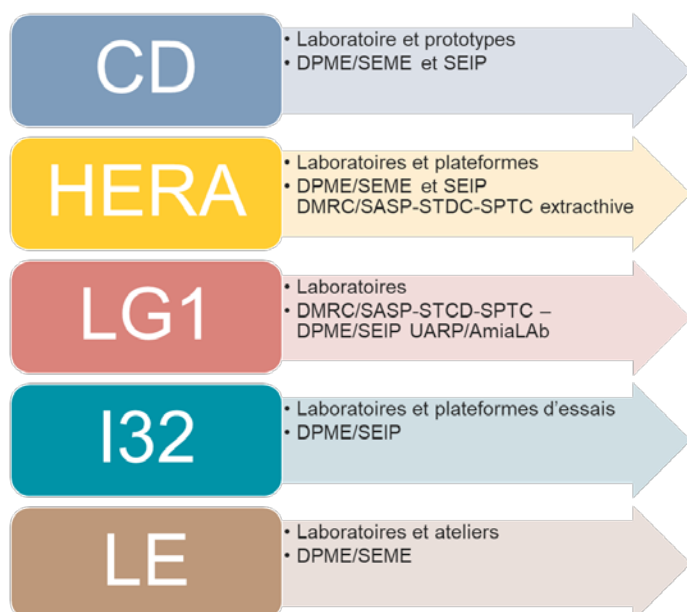 CD
• Laboratoire et prototypes
• DPME/SEME et SEIP
HERA
• Laboratoires et plateformes
• DPME/SEME et SEIP
DMRC/SASP-STDC-SPTC extracthive
LG1
• Laboratoires
• DMRC/SASP-STCD-SPTC –
DPME/SEIP UARP/AmiaLAb
I32
• Laboratoires et plateformes d'essais
• DPME/SEIP
LE
• Laboratoires et ateliers
• DPME/SEME